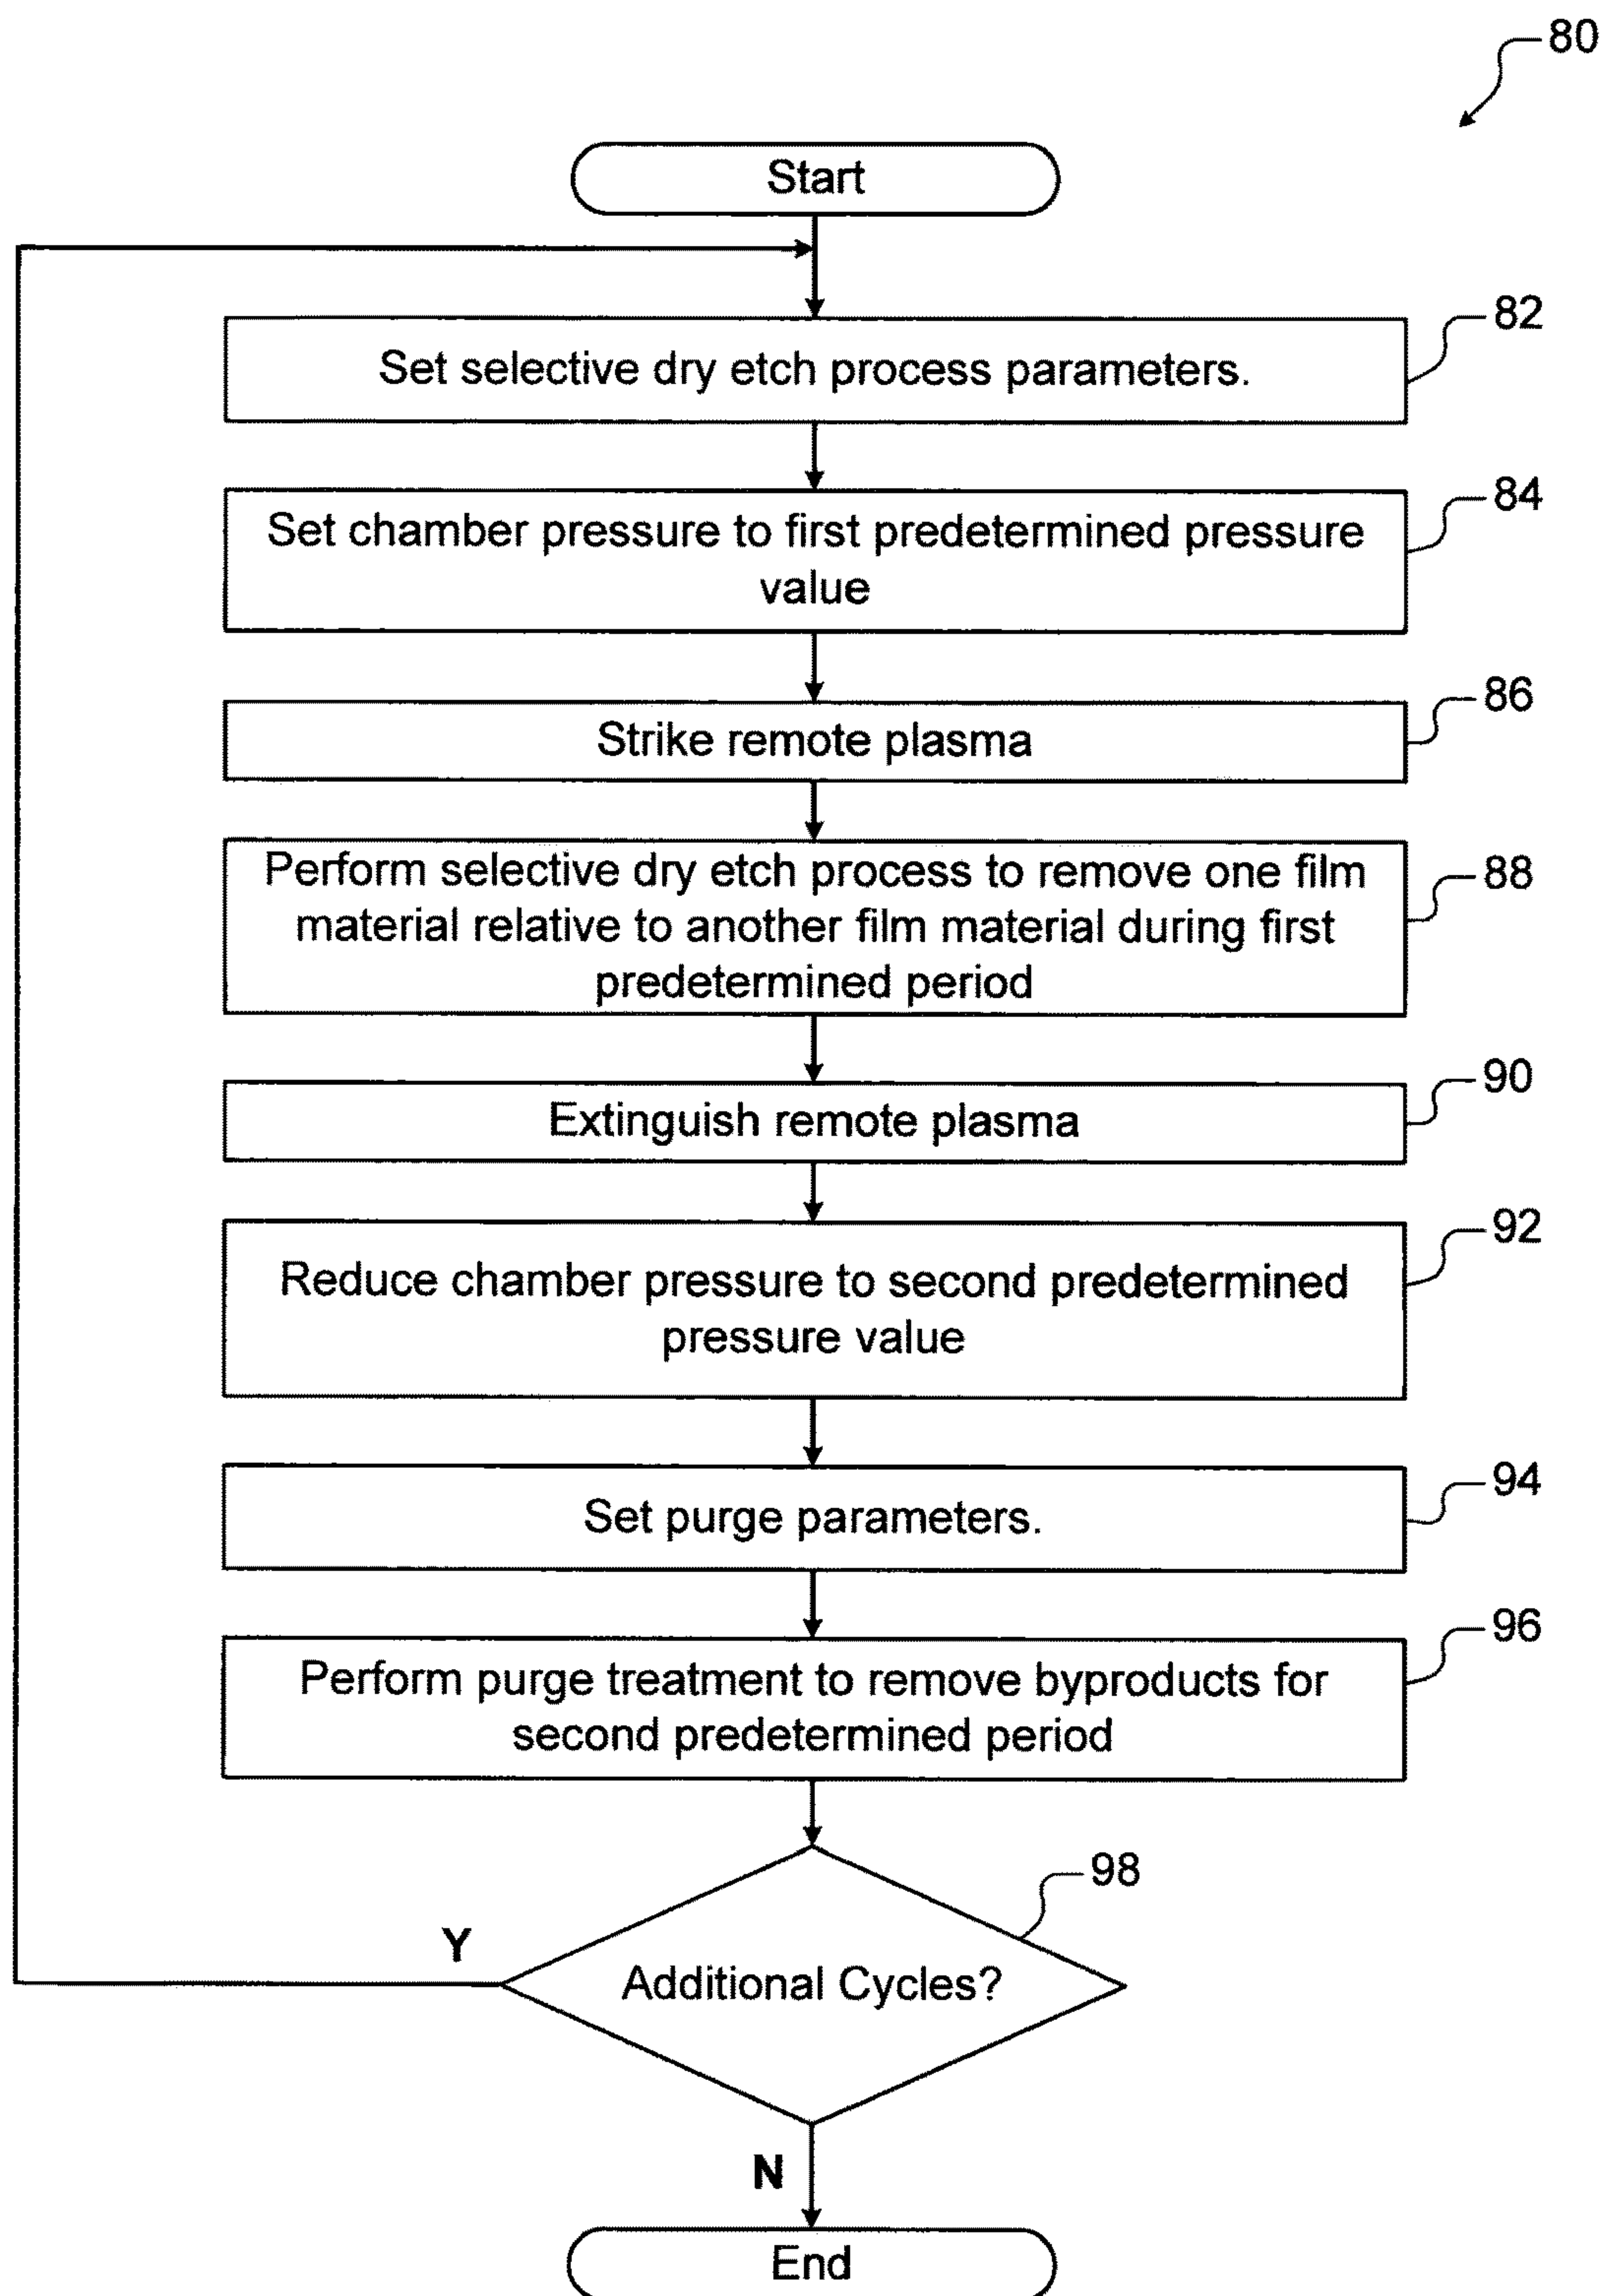 80
Start
82
Set selective dry etch process parameters.
84
Set chamber pressure to first predetermined pressure
value
86
Strike remote plasma
88
Perform selective dry etch process to remove one film
material relative to another film material during first
predetermined period
90
Extinguish remote plasma
92
Reduce chamber pressure to second predetermined
pressure value
94
Set purge parameters.
96
Perform purge treatment to remove byproducts for
second predetermined period
98
Y
Additional Cycles?
N
End